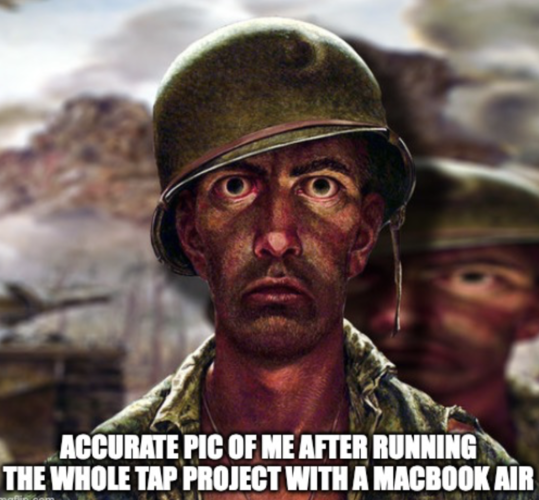 ACCURATE PIC OF ME AFTER RUNNING
THE WHOLE TAP PROJECT WITH A MACBOOK AIR